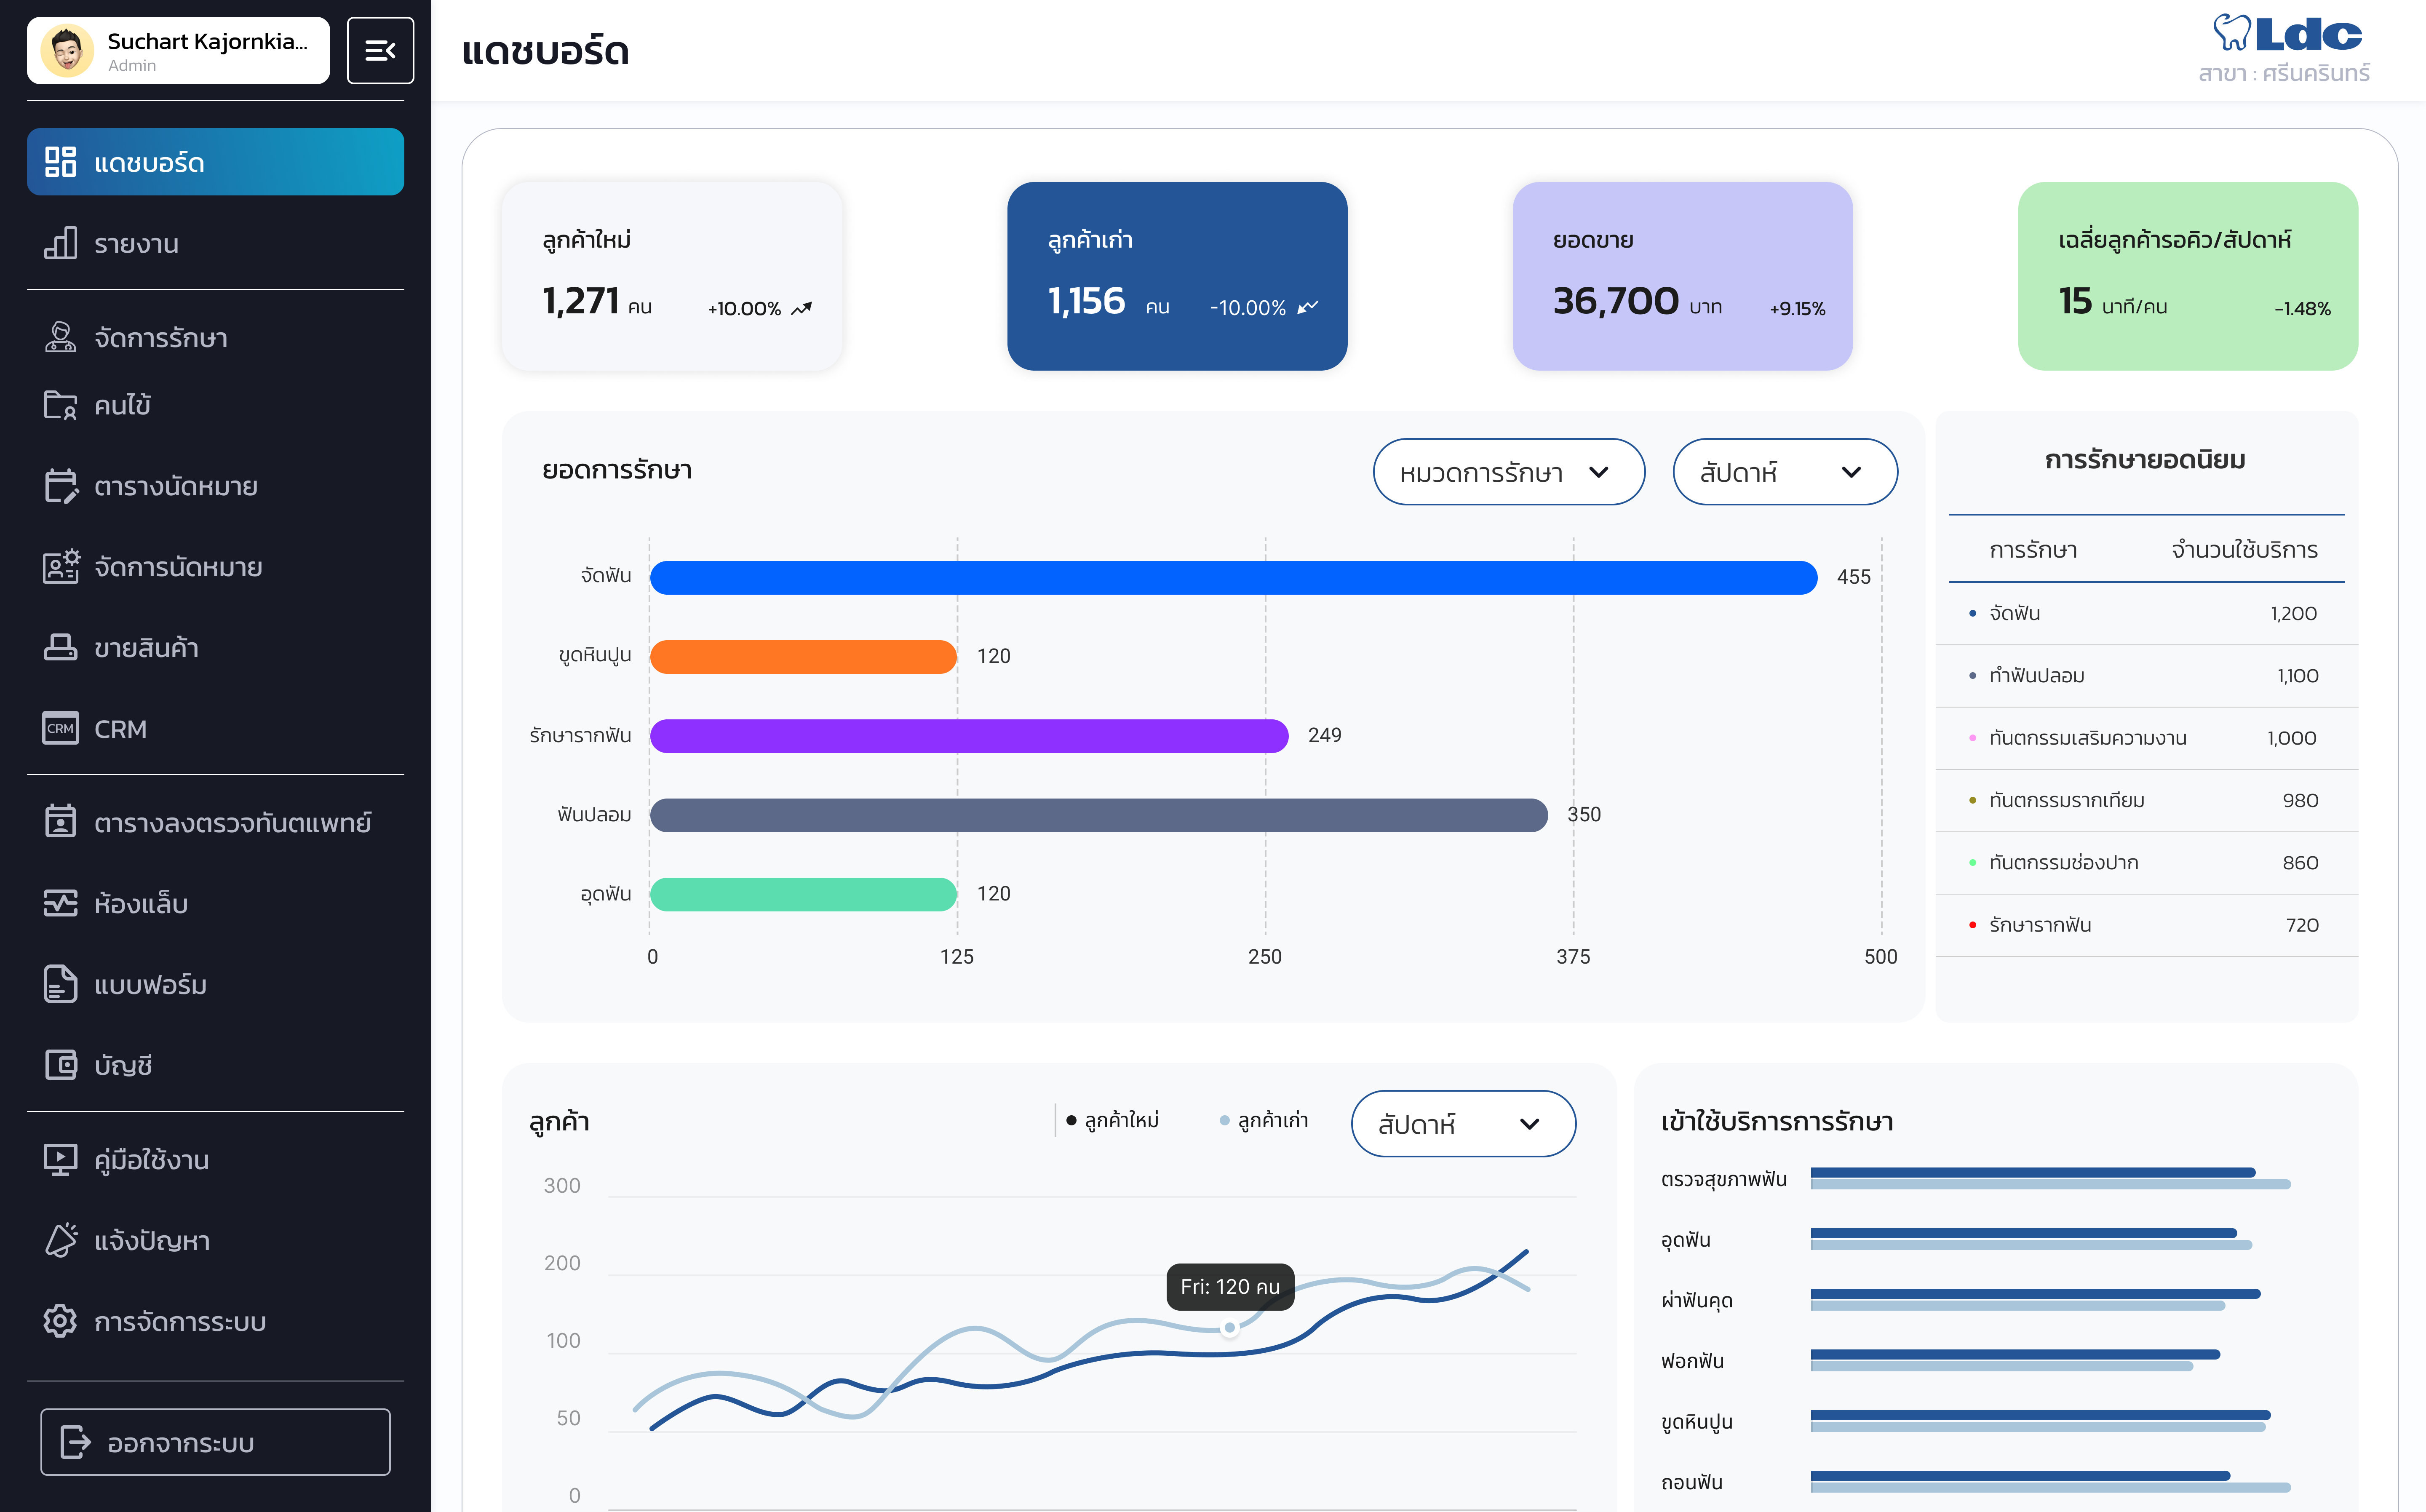 Suchart Kajornkia...
Admin
แดชบอร์ด
รายงาน
จัดการรักษา
คนไข้
ตารางนัดหมาย
จัดการนัดหมาย
ขายสินค้า
CRM
CRM
ตารางลงตรวจทันตแพทย์
ห้องแล็บ
แบบฟอร์ม
บัญชี
คู่มือใช้งาน
แจ้งปัญหา
การจัดการระบบ
ออกจากระบบ
แดชบอร์ด
Ldc
สาขา : ศรีนครินทร์
ลูกค้าใหม่
1,271 คน +10.00%
ลูกค้าเก่า
1,156 คน -10.00%
ยอดขาย
36,700 บาท +9.15%
เฉลี่ยลูกค้ารอคิว/สัปดาห์
15 นาที/คน -1.48%
ยอดการรักษา
หมวดการรักษา
สัปดาห์
จัดฟัน 455
ขูดหินปูน 120
รักษารากฟัน 249
ฟันปลอม 350
อุดฟัน 120
0 125 250 375 500
การรักษายอดนิยม
การรักษา จำนวนใช้บริการ
จัดฟัน 1,200
ทำฟันปลอม 1,100
ทันตกรรมเสริมความงาน 1,000
ทันตกรรมรากเทียม 980
ทันตกรรมช่องปาก 860
รักษารากฟัน 720
ลูกค้า
ลูกค้าใหม่ ลูกค้าเก่า
สัปดาห์
300
200
100
50
0
Fri: 120 คน
เข้าใช้บริการการรักษา
ตรวจสุขภาพฟัน
อุดฟัน
ผ่าฟันคุด
ฟอกฟัน
ขูดหินปูน
ถอนฟัน